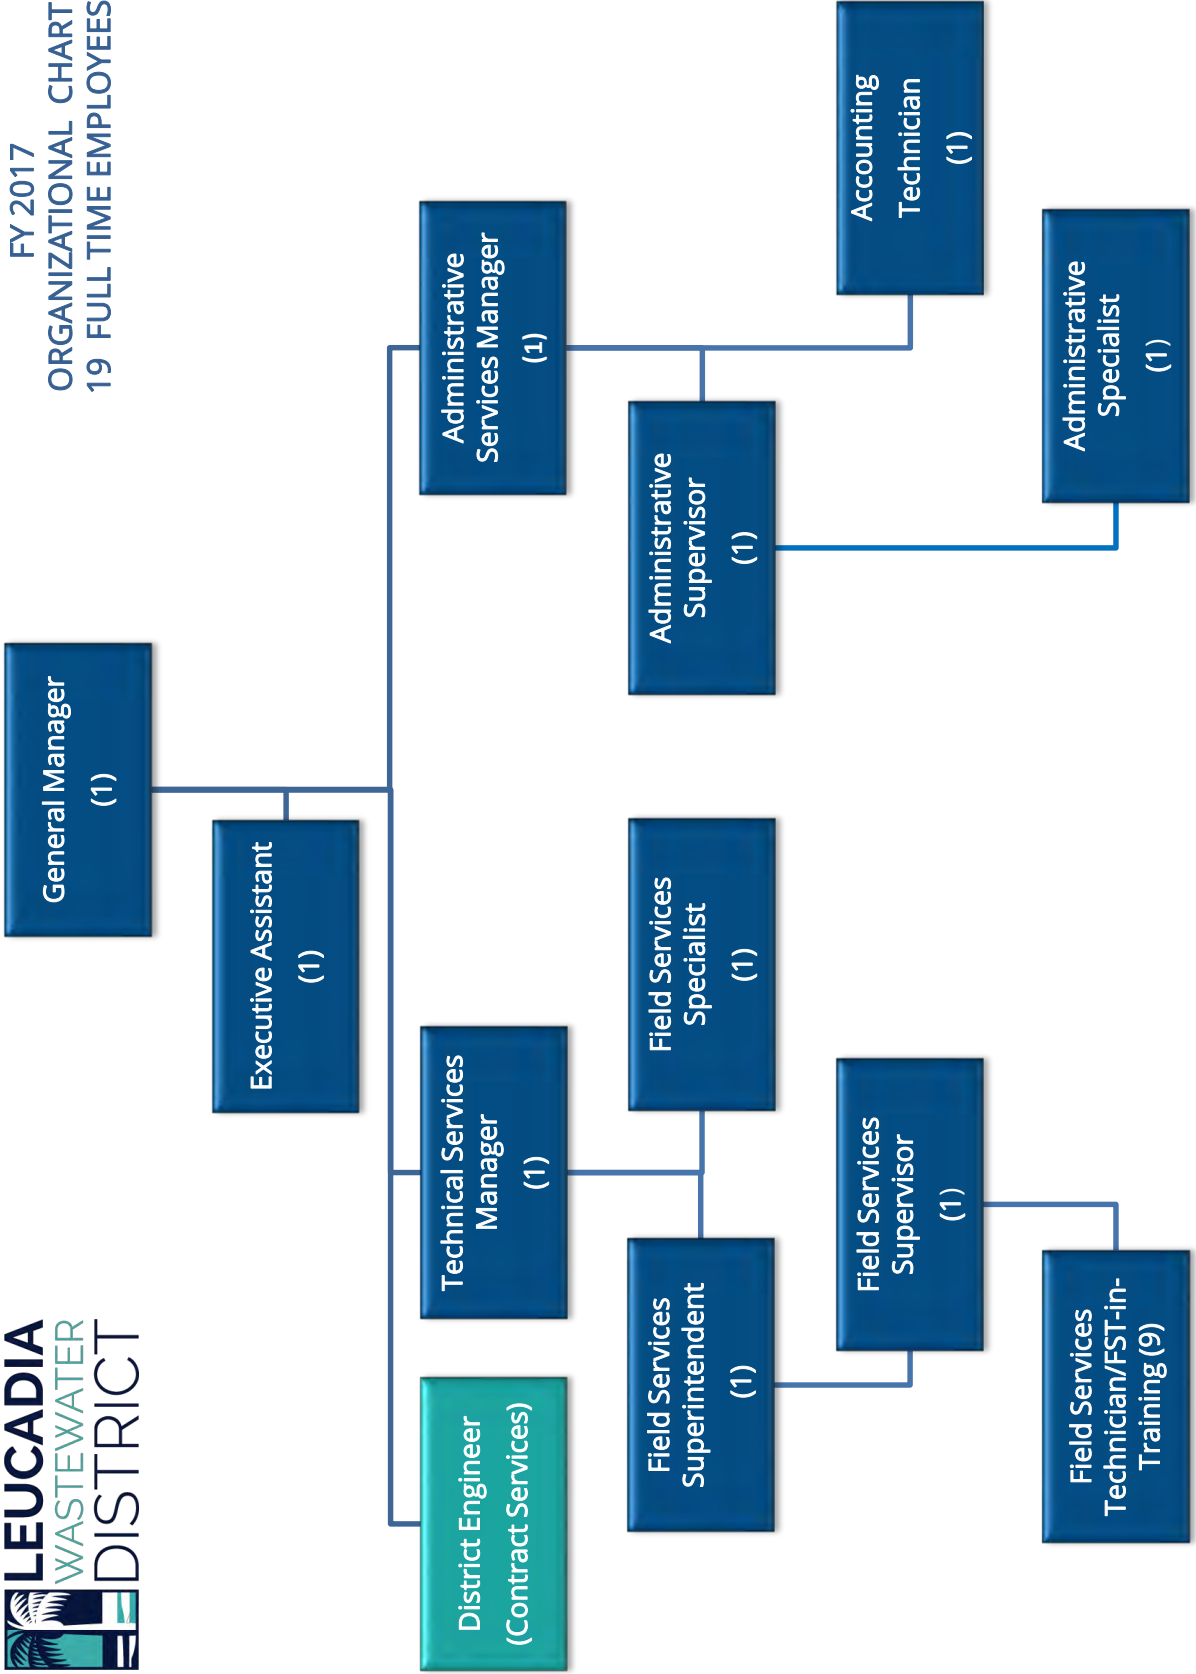 LEUCADIA
WASTEWATER
DISTRICT
FY 2017
ORGANIZATIONAL CHART
19 FULL TIME EMPLOYEES
General Manager
(1)
Executive Assistant
(1)
District Engineer
(Contract Services)
Technical Services
Manager
(1)
Administrative
Services Manager
(1)
Field Services
Superintendent
(1)
Field Services
Specialist
(1)
Administrative
Supervisor
(1)
Field Services
Supervisor
(1)
Accounting
Technician
(1)
Field Services
Technician/FST-in-
Training (9)
Administrative
Specialist
(1)